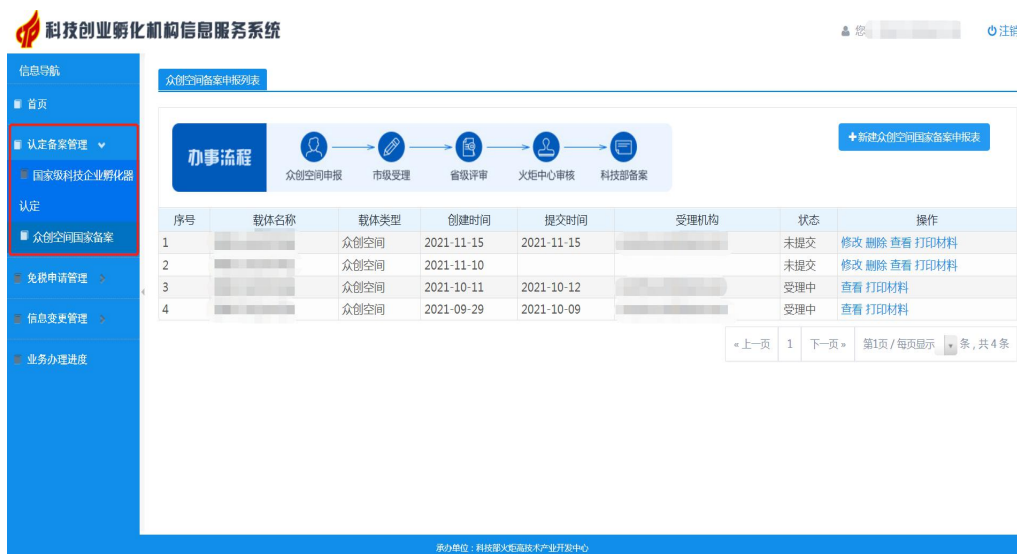 科技创业孵化机构信息服务系统
您
注销
信息导航
首页
认定备案管理
国家级科技企业孵化器
认定
众创空间国家备案
免税申请管理
信息变更管理
业务办理进度
众创空间备案申报列表
办事流程
众创空间申报 市级受理 省级评审 火炬中心审核 科技部备案
+新建众创空间国家备案申报表
序号 载体名称 载体类型 创建时间 提交时间 受理机构 状态 操作
1 众创空间 2021-11-15 2021-11-15 未提交 修改 删除 查看 打印材料
2 众创空间 2021-11-10 未提交 修改 删除 查看 打印材料
3 众创空间 2021-10-11 2021-10-12 受理中 查看 打印材料
4 众创空间 2021-09-29 2021-10-09 受理中 查看 打印材料
« 上一页 1 下一页 » 第1页 / 每页显示 条 , 共 4 条
承办单位：科技部火炬高技术产业开发中心